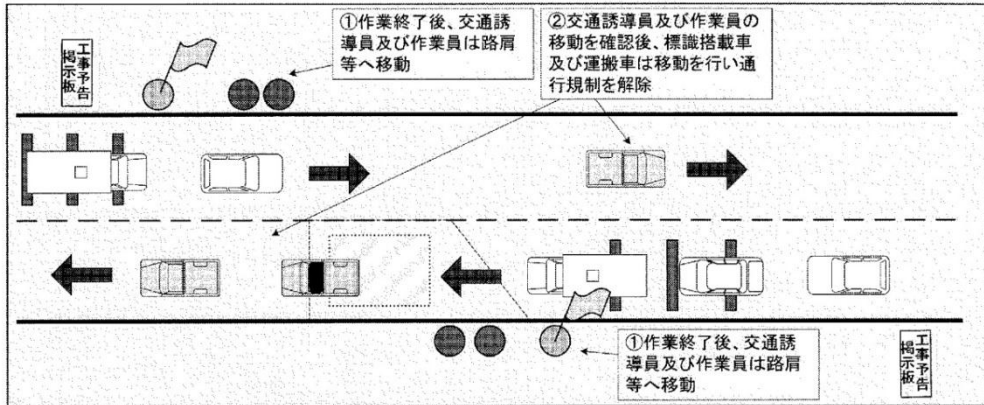 工事予告
掲示板
①作業終了後、交通誘
導員及び作業員は路肩
等へ移動
②交通誘導員及び作業員の
移動を確認後、標識搭載車
及び運搬車は移動を行い通
行規制を解除
①作業終了後、交通誘
導員及び作業員は路肩
等へ移動
工事予告
掲示板